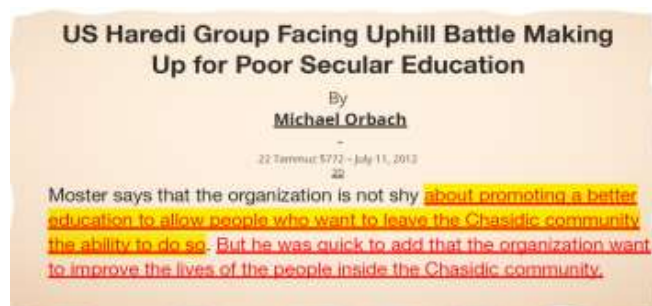 US Haredi Group Facing Uphill Battle Making
Up for Poor Secular Education
By
Michael Orbach
-
22 Tammuz 5772 – July 11, 2012
20
Moster says that the organization is not shy about promoting a better
education to allow people who want to leave the Chasidic community
the ability to do so. But he was quick to add that the organization want
to improve the lives of the people inside the Chasidic community.